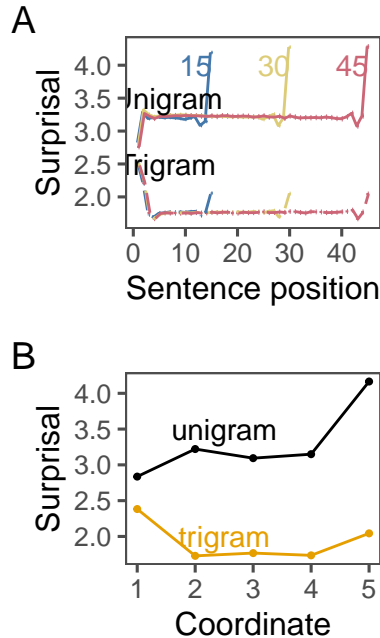 A
Surprisal
4.0
3.5
3.0
2.5
2.0
15
30
45
Unigram
Trigram
0
10
20
30
40
Sentence position
B
Surprisal
4.0
3.5
3.0
2.5
2.0
unigram
trigram
1
2
3
4
5
Coordinate